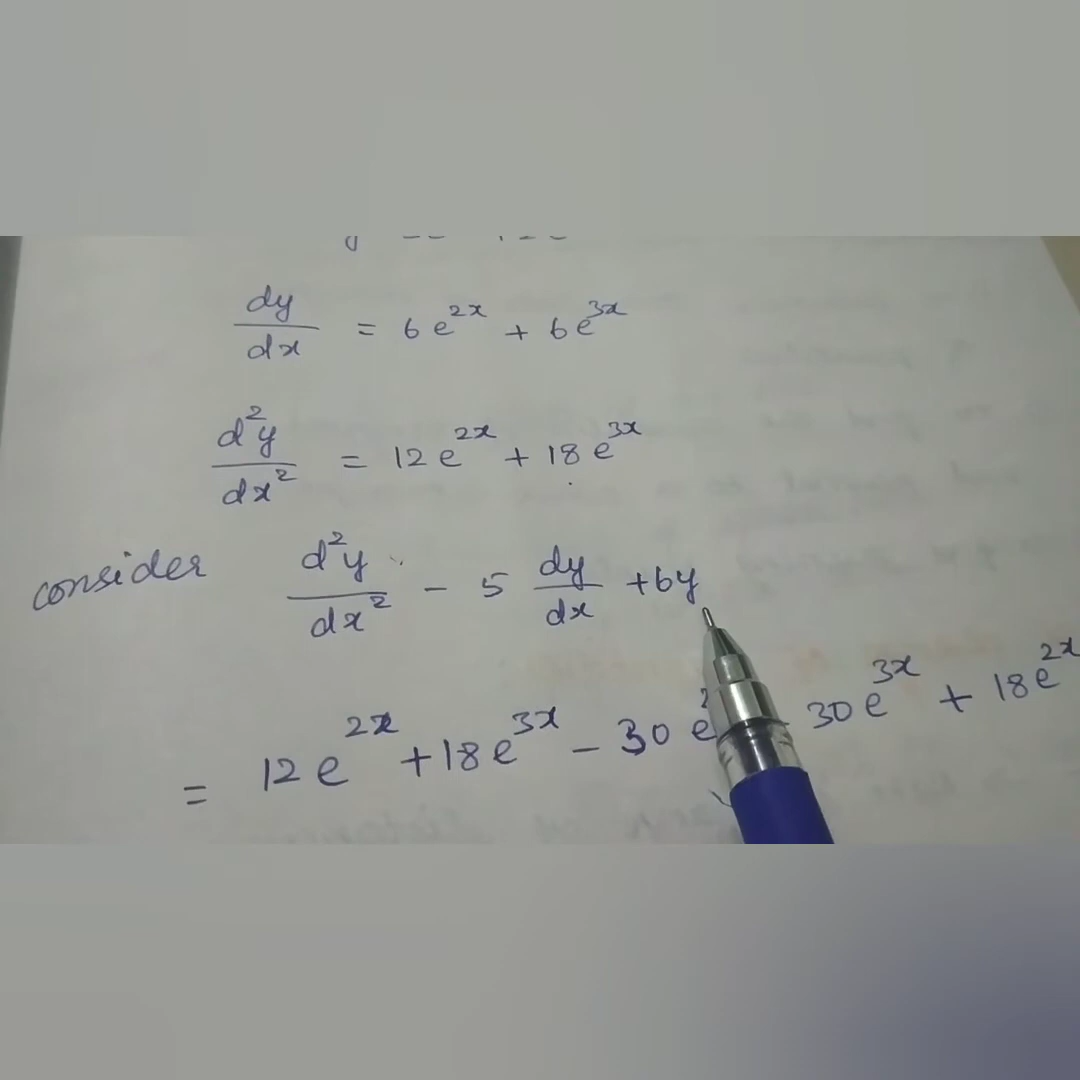 dy/dx = 6e^2x + 6e^3x
d²y/dx² = 12e^2x + 18e^3x
consider d²y/dx² - 5 dy/dx + 6y
= 12e^2x + 18e^3x - 30e 30e^3x + 18e^2x